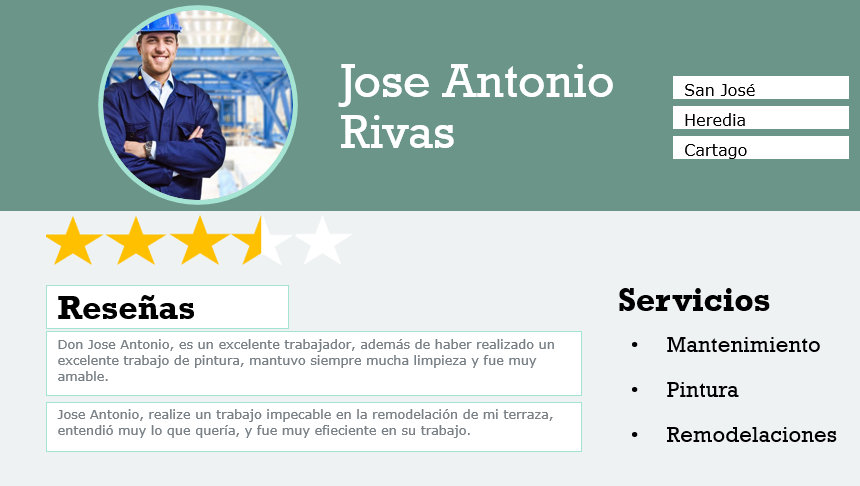 Jose Antonio
Rivas
San José
Heredia
Cartago
Reseñas
Don Jose Antonio, es un excelente trabajador, además de haber realizado un
excelente trabajo de pintura, mantuvo siempre mucha limpieza y fue muy
amable.
Jose Antonio, realize un trabajo impecable en la remodelación de mi terraza,
entendió muy lo que quería, y fue muy efieciente en su trabajo.
Servicios
• Mantenimiento
• Pintura
• Remodelaciones